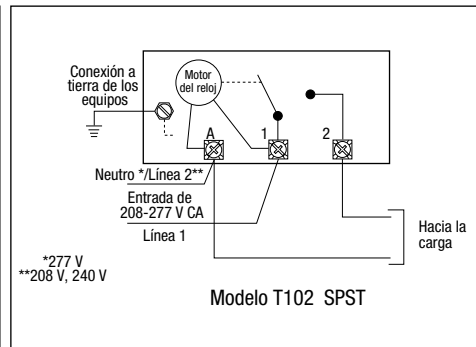 Conexión a
tierra de los
equipos
Motor
del reloj
A
1
2
Neutro */Línea 2**
Entrada de
208-277 V CA
Línea 1
Hacia la
carga
*277 V
**208 V, 240 V
Modelo T102 SPST